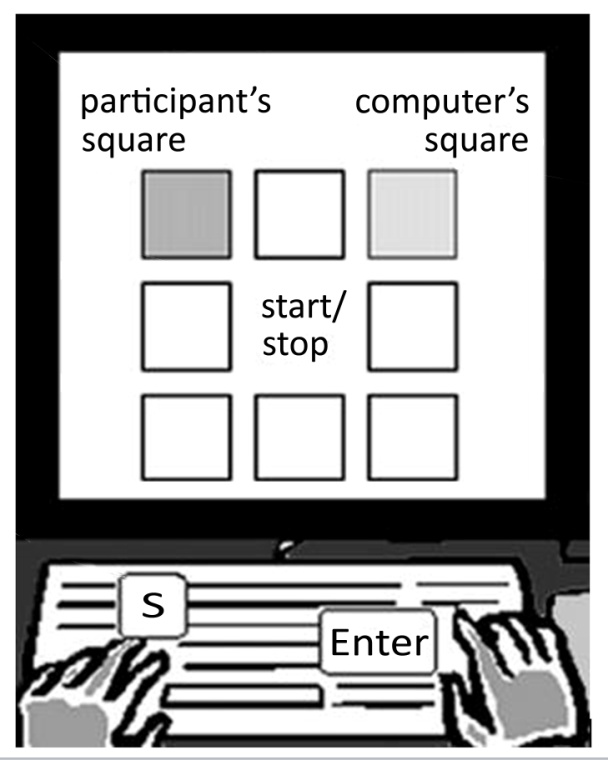 participant's
square
computer's
square
start/
stop
S
Enter